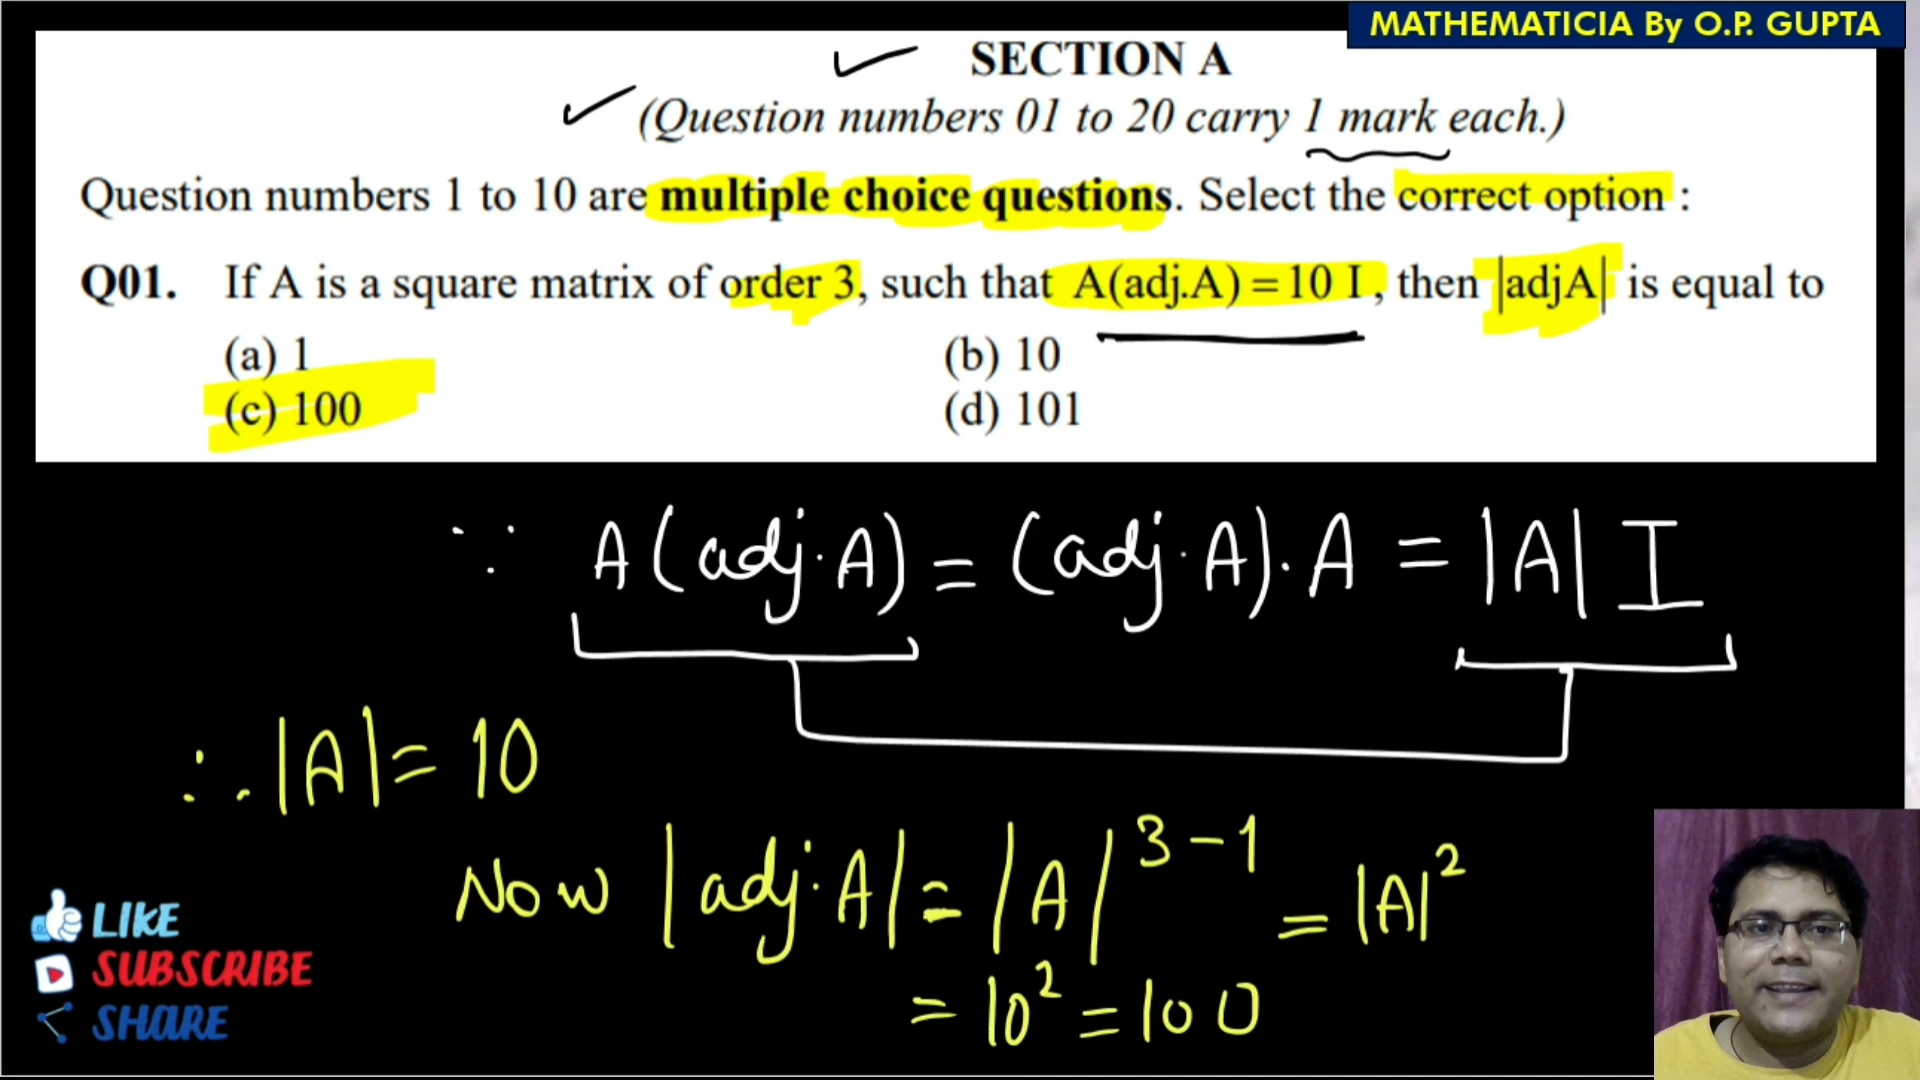 MATHEMATICIA By O.P. GUPTA
SECTION A
(Question numbers 01 to 20 carry 1 mark each.)
Question numbers 1 to 10 are multiple choice questions. Select the correct option :
Q01. If A is a square matrix of order 3, such that A(adj.A) = 10 I, then |adjA| is equal to
(a) 1 (b) 10
(c) 100 (d) 101
∵ A(adj·A) = (adj·A)·A = |A| I
∴ |A| = 10
Now |adj·A| = |A|³⁻¹ = |A|²
= 10² = 100
LIKE
SUBSCRIBE
SHARE